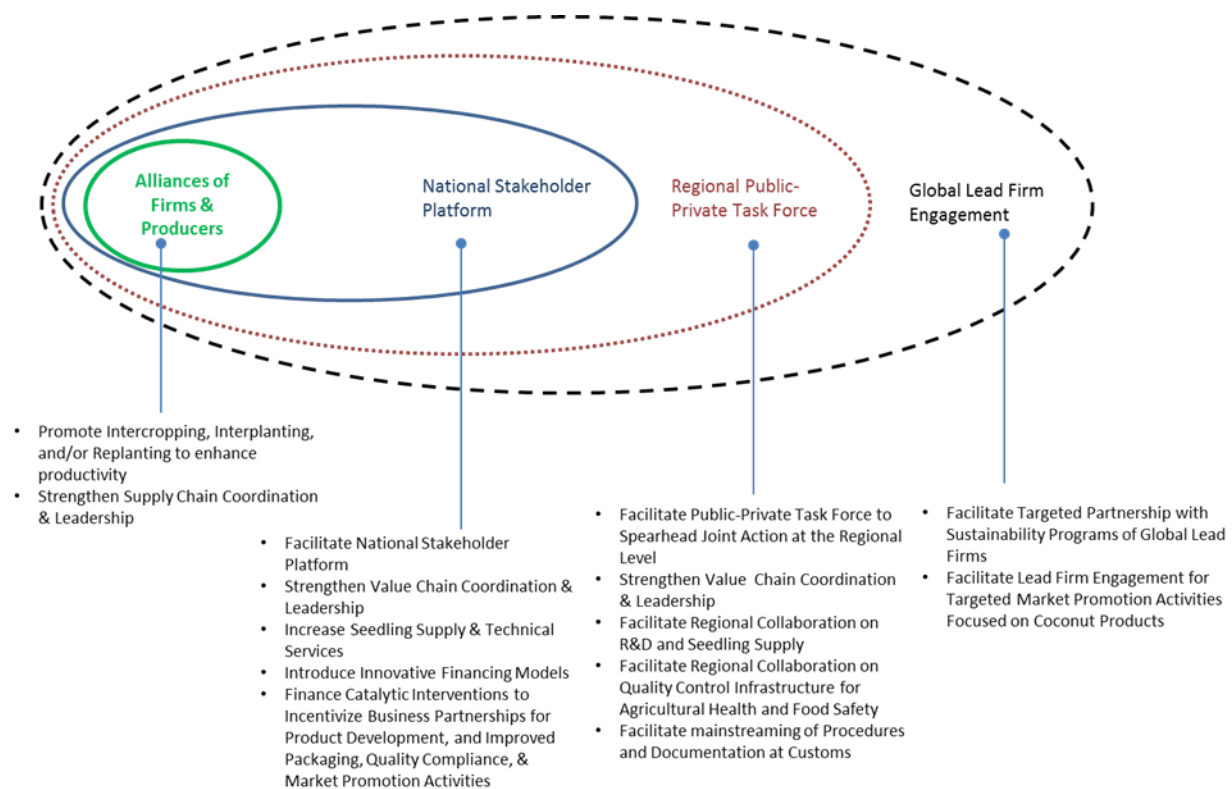 Alliances of
Firms &
Producers
National Stakeholder
Platform
Regional Public-
Private Task Force
Global Lead Firm
Engagement
• Promote Intercropping, Interplanting,
and/or Replanting to enhance
productivity
• Strengthen Supply Chain Coordination
& Leadership
• Facilitate National Stakeholder
Platform
• Strengthen Value Chain Coordination &
Leadership
• Increase Seedling Supply & Technical
Services
• Introduce Innovative Financing Models
• Finance Catalytic Interventions to
Incentivize Business Partnerships for
Product Development, and Improved
Packaging, Quality Compliance, &
Market Promotion Activities
• Facilitate Public-Private Task Force to
Spearhead Joint Action at the Regional
Level
• Strengthen Value Chain Coordination
& Leadership
• Facilitate Regional Collaboration on
R&D and Seedling Supply
• Facilitate Regional Collaboration on
Quality Control Infrastructure for
Agricultural Health and Food Safety
• Facilitate mainstreaming of Procedures
and Documentation at Customs
• Facilitate Targeted Partnership with
Sustainability Programs of Global Lead
Firms
• Facilitate Lead Firm Engagement for
Targeted Market Promotion Activities
Focused on Coconut Products